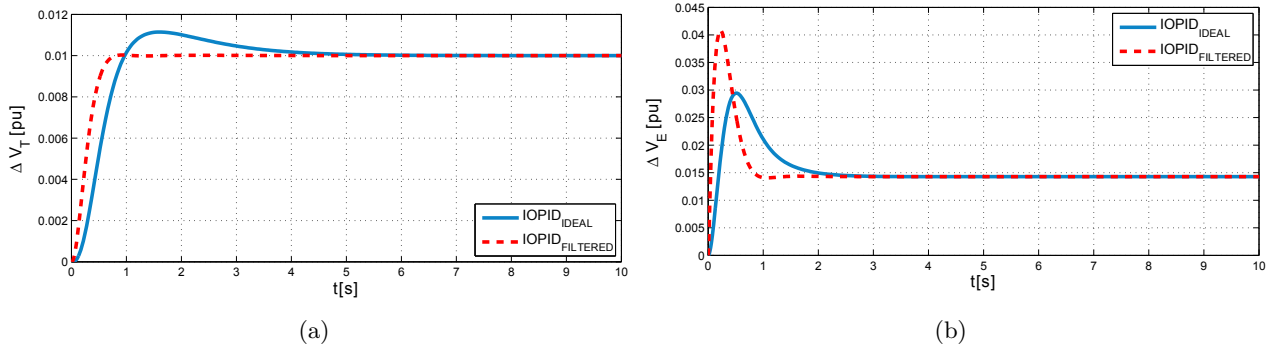 0.012
0.01
0.008
0.006
0.004
0.002
0
Δ V_T [pu]
IOPID_IDEAL
IOPID_FILTERED
0 1 2 3 4 5 6 7 8 9 10
t[s]
(a)
0.045
0.04
0.035
0.03
0.025
0.02
0.015
0.01
0.005
0
Δ V_E [pu]
IOPID_IDEAL
IOPID_FILTERED
0 1 2 3 4 5 6 7 8 9 10
t[s]
(b)